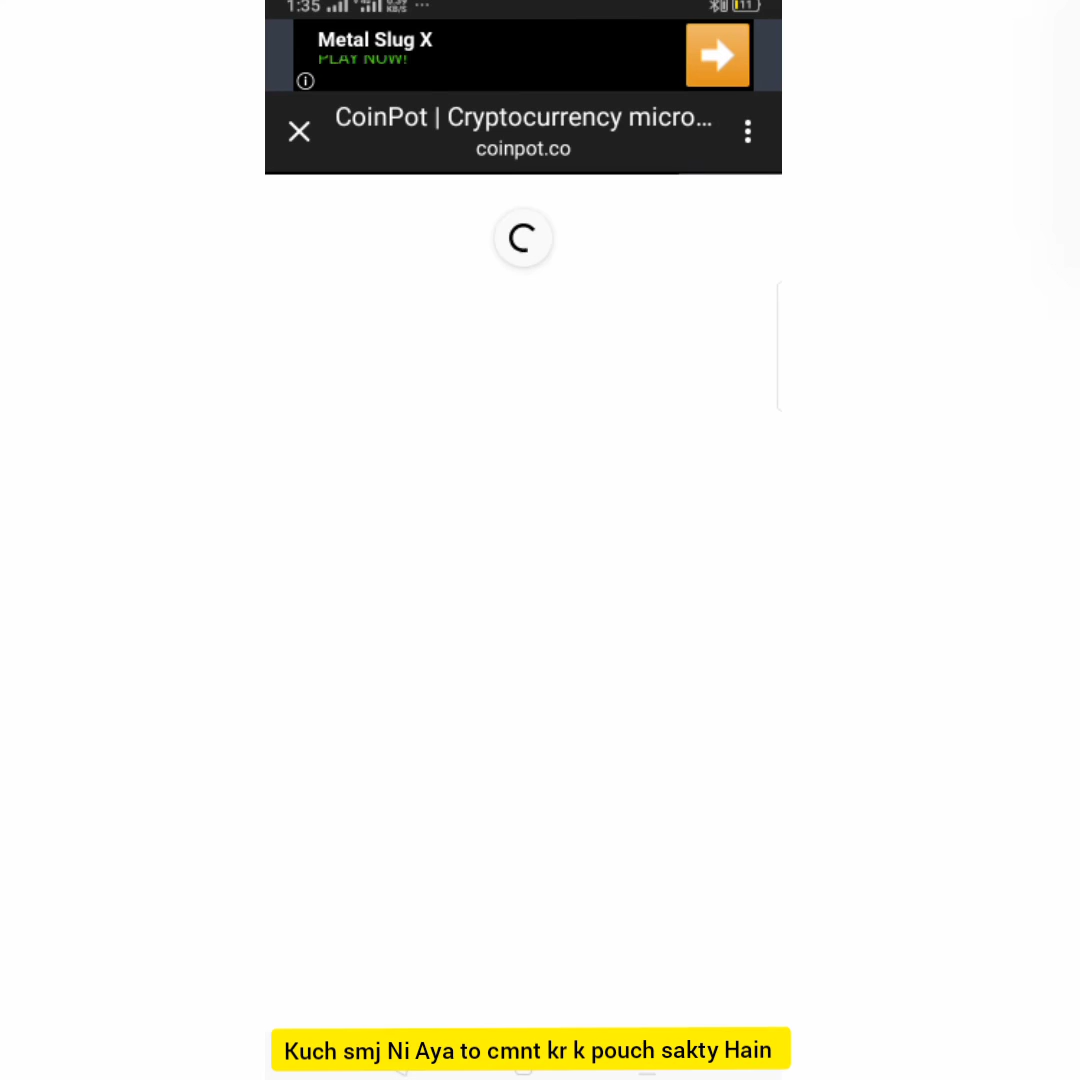 1:35
11
Metal Slug X
PLAY NOW!
CoinPot | Cryptocurrency micro...
coinpot.co
Kuch smj Ni Aya to cmnt kr k pouch sakty Hain